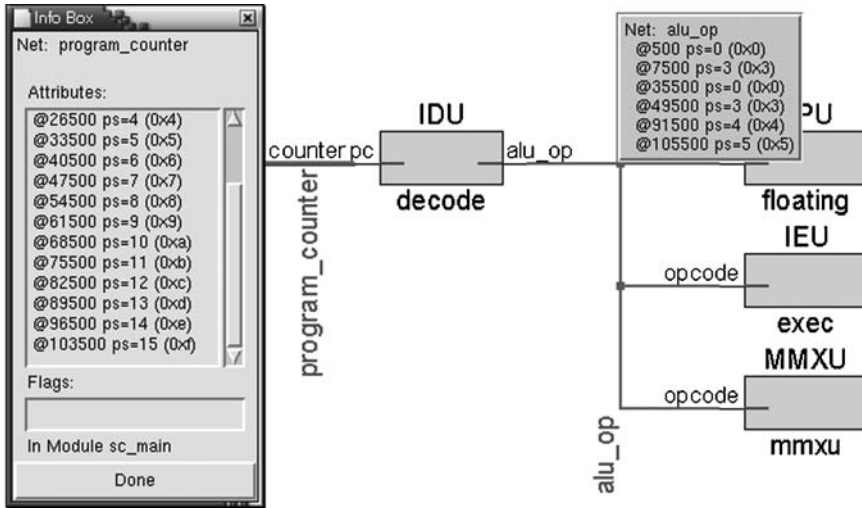 Info Box
Net: program_counter
Attributes:
@26500 ps=4 (0x4)
@33500 ps=5 (0x5)
@40500 ps=6 (0x6)
@47500 ps=7 (0x7)
@54500 ps=8 (0x8)
@61500 ps=9 (0x9)
@68500 ps=10 (0xa)
@75500 ps=11 (0xb)
@82500 ps=12 (0xc)
@89500 ps=13 (0xd)
@96500 ps=14 (0xe)
@103500 ps=15 (0xf)
Flags:
In Module sc_main
Done
counter pc
program_counter
IDU
decode
alu_op
Net: alu_op
@500 ps=0 (0x0)
@7500 ps=3 (0x3)
@35500 ps=0 (0x0)
@49500 ps=3 (0x3)
@91500 ps=4 (0x4)
@105500 ps=5 (0x5)
PU
floating
IEU
opcode
exec
MMXU
opcode
mmxu
alu_op